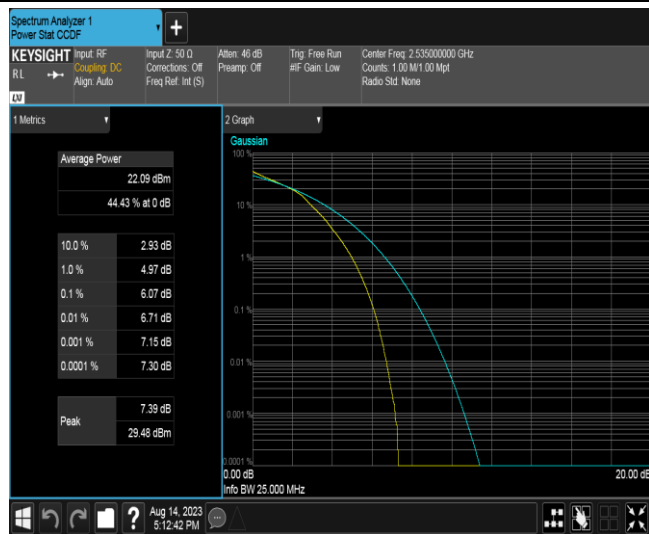 Spectrum Analyzer 1
Power Stat CCDF
+
KEYSIGHT
RL
LXI
Input: RF
Coupling: DC
Align: Auto
Input Z: 50 Ω
Corrections: Off
Freq Ref: Int (S)
Atten: 46 dB
Preamp: Off
Trig: Free Run
#IF Gain: Low
Center Freq: 2.535000000 GHz
Counts: 1.00 M/1.00 Mpt
Radio Std: None
1 Metrics
Average Power
22.09 dBm
44.43 % at 0 dB
10.0 % 2.93 dB
1.0 % 4.97 dB
0.1 % 6.07 dB
0.01 % 6.71 dB
0.001 % 7.15 dB
0.0001 % 7.30 dB
Peak
7.39 dB
29.48 dBm
2 Graph
Gaussian
100 %
10 %
1 %
0.1 %
0.01 %
0.001 %
0.0001 %
0.00 dB 20.00 dB
Info BW 25.000 MHz
?
Aug 14, 2023
5:12:42 PM